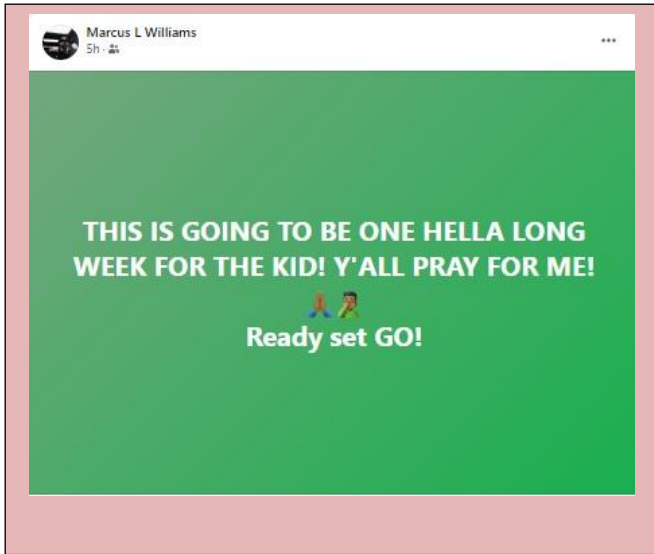 Marcus L Williams
5h ·
THIS IS GOING TO BE ONE HELLA LONG
WEEK FOR THE KID! Y'ALL PRAY FOR ME!
🙏🏾🤦🏾‍♂️
Ready set GO!